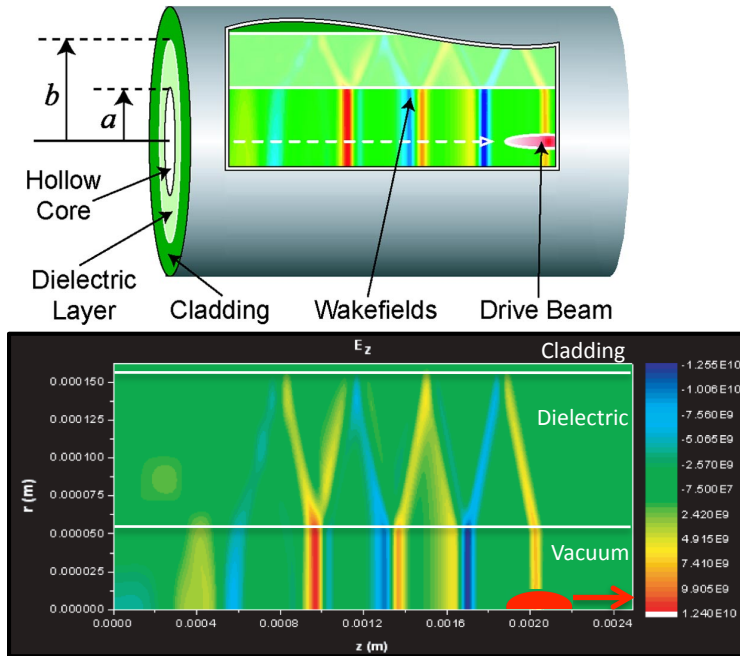 b
a
Hollow
Core
Dielectric
Layer
Cladding
Wakefields
Drive Beam
E_z
Cladding
Dielectric
Vacuum
r (m)
0.000150
0.000125
0.000100
0.000075
0.000050
0.000025
0.000000
0.0000
0.0004
0.0008
0.0012
0.0016
0.0020
0.0024
z (m)
-1.255E10
-1.006E10
-7.560E9
-5.065E9
-2.570E9
-7.500E7
2.420E9
4.915E9
7.410E9
9.905E9
1.240E10